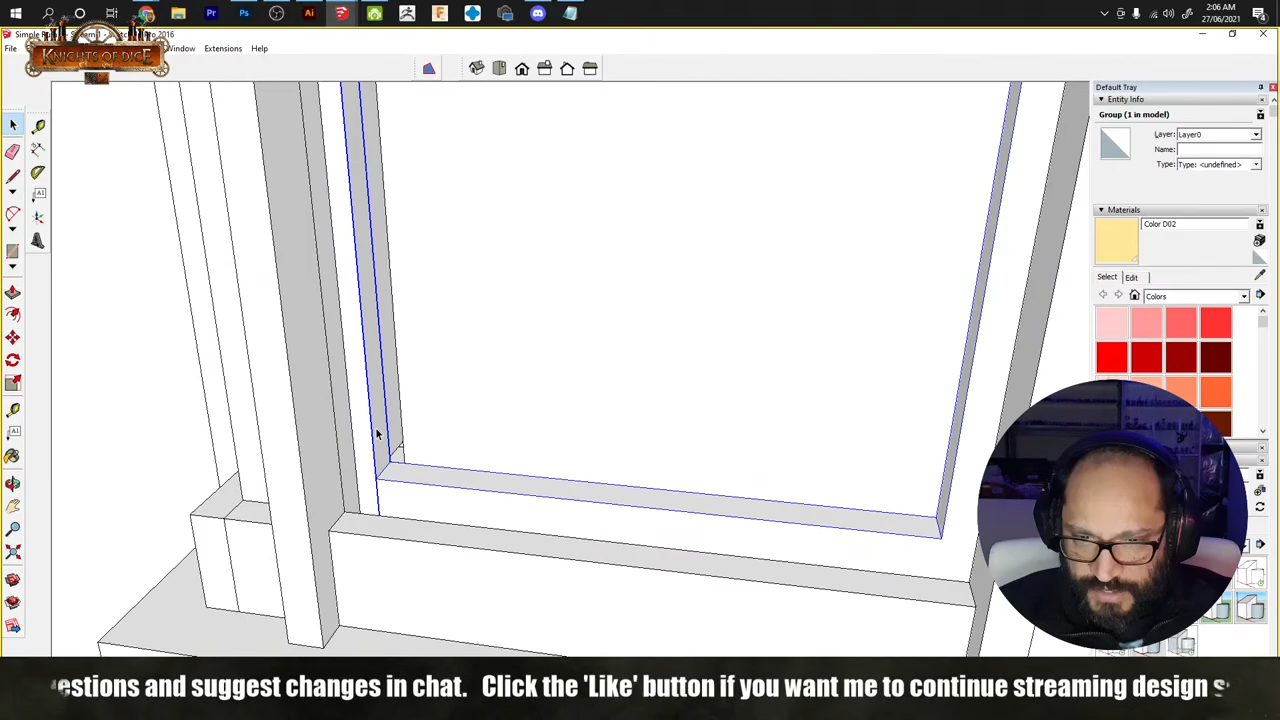 2:06 AM
27/06/2021
4
KNIGHTS OF DICE
File
Window
Extensions
Help
Default Tray
Entity Info
Group (1 in model)
Layer:
Layer0
Name:
Type:
Type: <undefined>
Materials
Color D02
Select
Edit
Colors
estions and suggest changes in chat. Click the 'Like' button if you want me to continue streaming design s